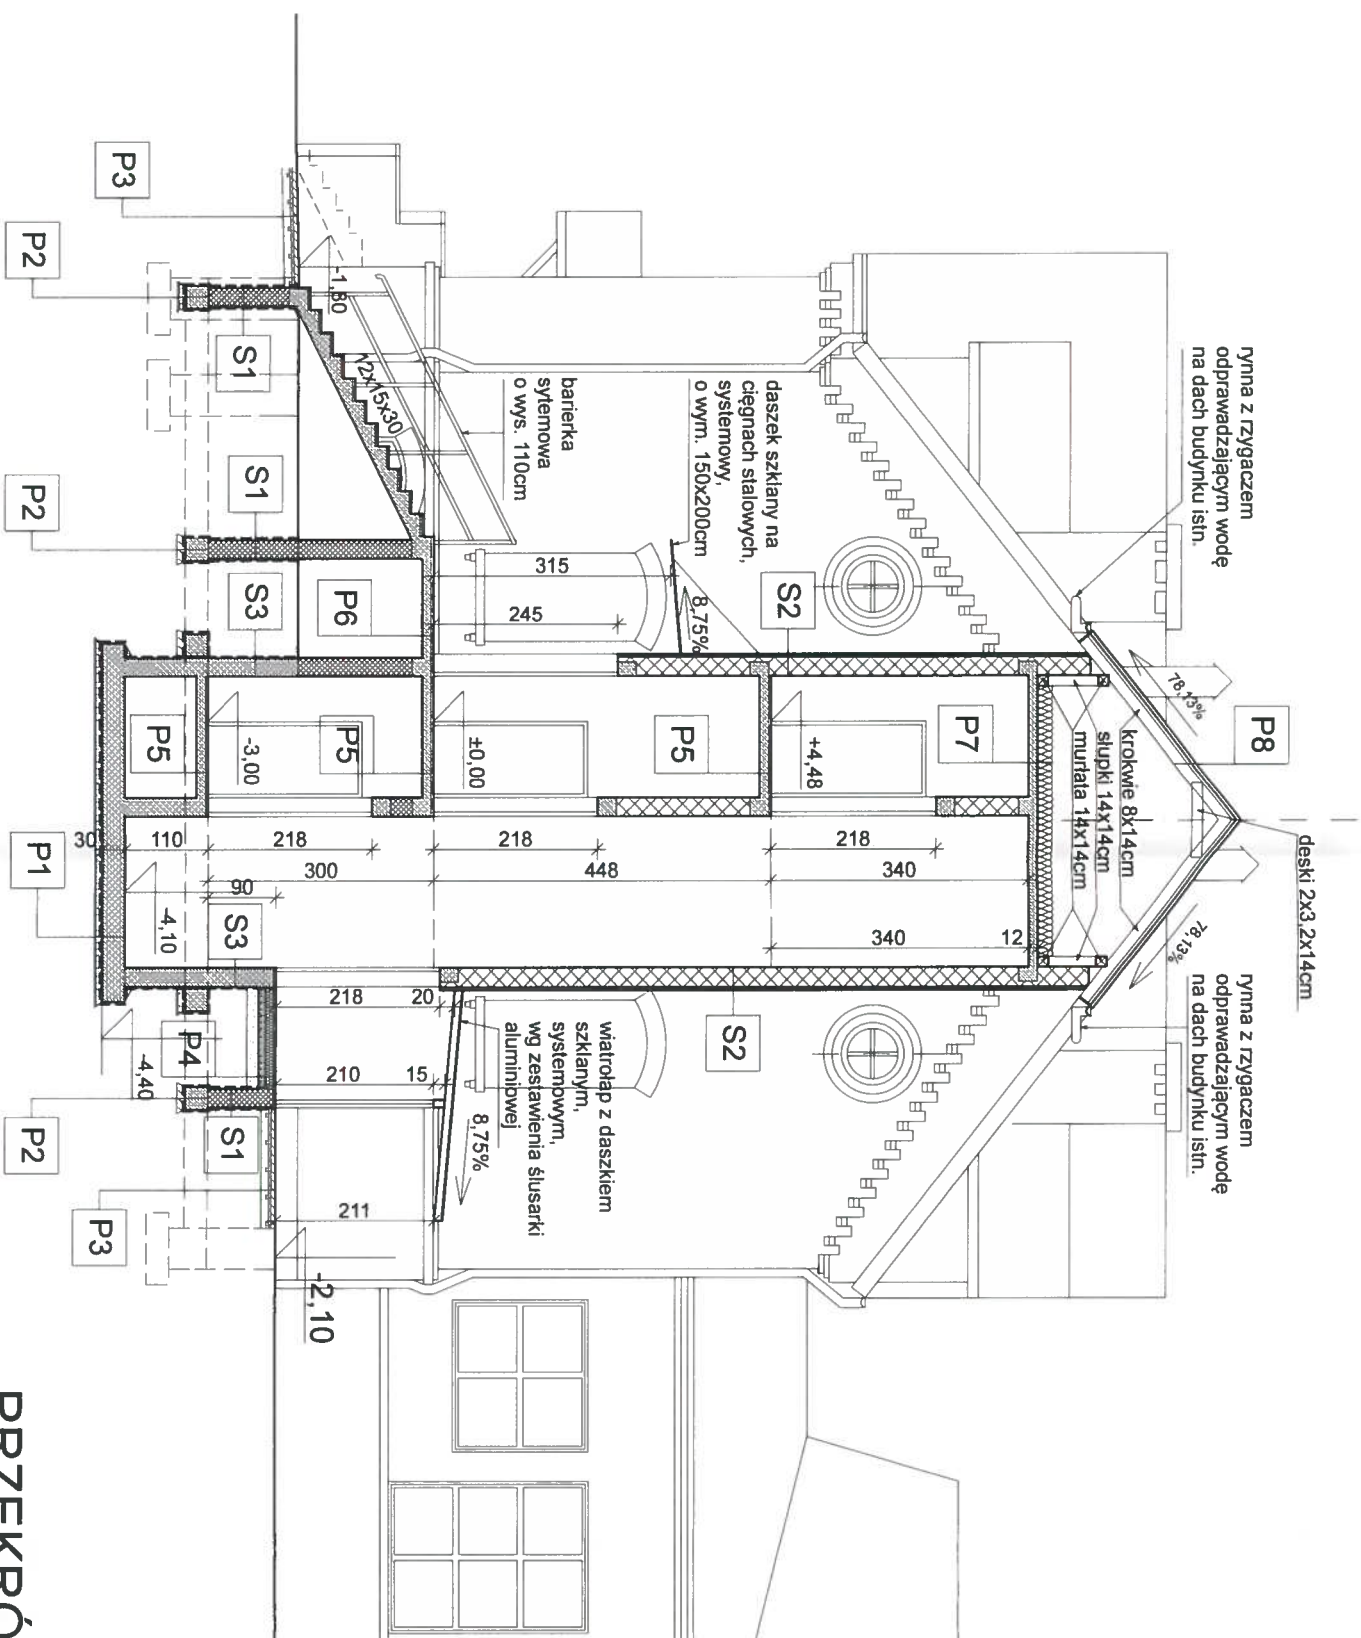 rynna z rzygaczem
odprawadzającym wodę
na dach budynku istn.
P8
deski 2x3,2x14cm
rynna z rzygaczem
odprawadzającym wodę
na dach budynku istn.
78,13%
78,13%
krokwie 8x14cm
słupki 14x14cm
murłata 14x14cm
P7
S2
daszek szklany na
cięgnach stalowych,
systemowy,
o wym. 150x200cm
8,75%
barierka
sytemowa
o wys. 110cm
315
245
+4,48
P5
±0,00
P5
-3,00
P5
218
340
340
12
218
448
218
300
90
110
30
-4,10
S2
wiatrołap z daszkiem
szklanym,
systemowym,
wg zestawienia ślusarki
aluminiowej
8,75%
218
20
210
15
211
-2,10
-1,80
12x15x30
P6
S3
S1
S1
P3
P2
P2
P1
S3
P4
-4,40
S1
P2
P3
PRZEKRÓ